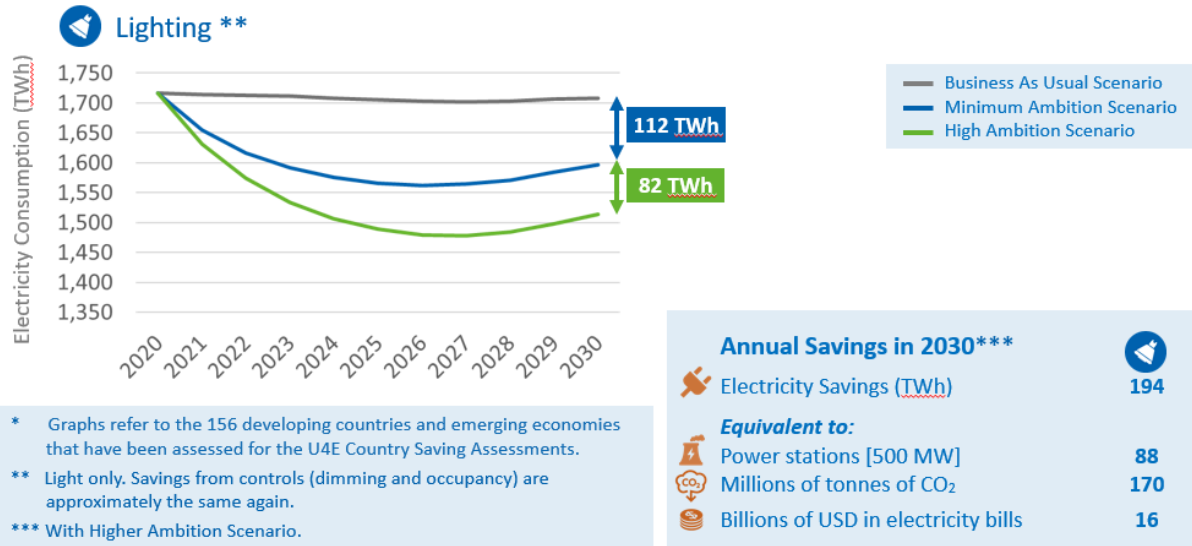 Lighting **
Electricity Consumption (TWh)
1,750
1,700
1,650
1,600
1,550
1,500
1,450
1,400
1,350
2020
2021
2022
2023
2024
2025
2026
2027
2028
2029
2030
112 TWh
82 TWh
Business As Usual Scenario
Minimum Ambition Scenario
High Ambition Scenario
* Graphs refer to the 156 developing countries and emerging economies
that have been assessed for the U4E Country Saving Assessments.
** Light only. Savings from controls (dimming and occupancy) are
approximately the same again.
*** With Higher Ambition Scenario.
Annual Savings in 2030***
Electricity Savings (TWh) 194
Equivalent to:
Power stations [500 MW] 88
CO₂
Millions of tonnes of CO₂ 170
Billions of USD in electricity bills 16